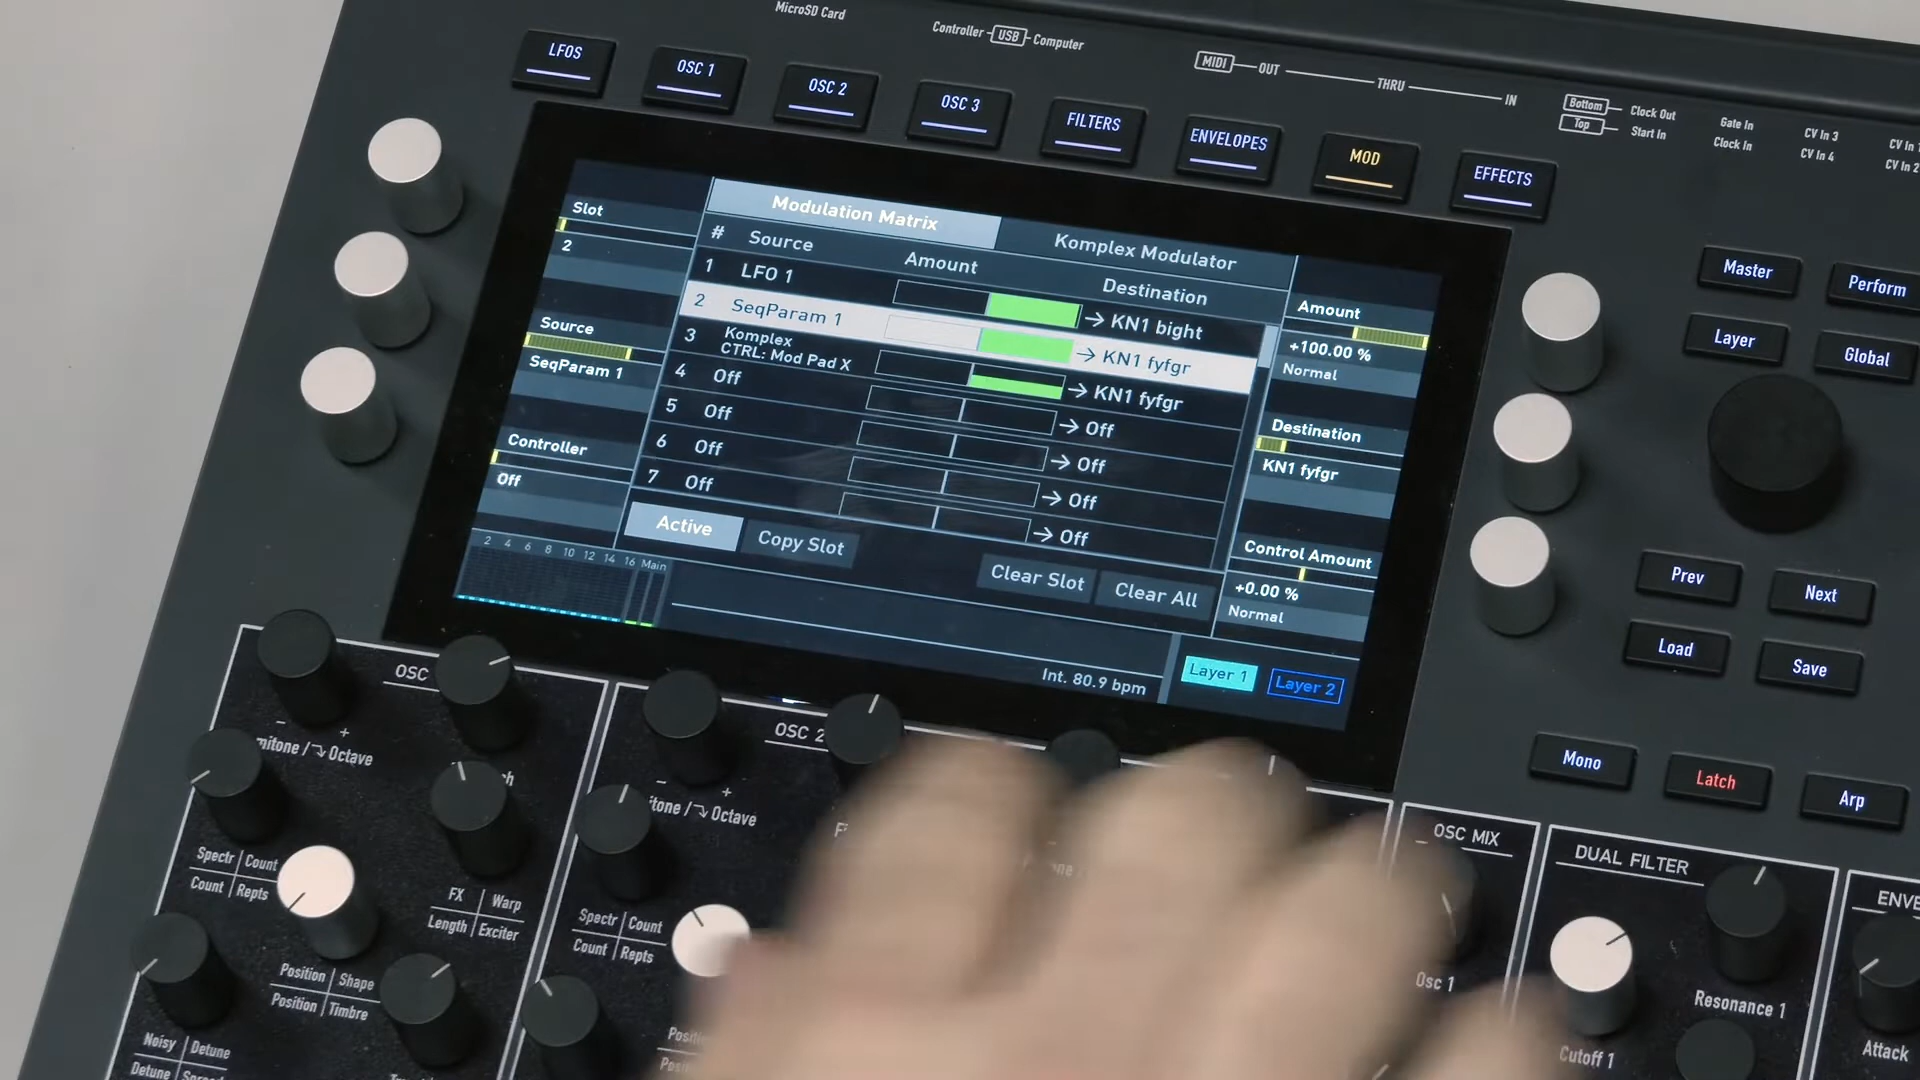 MicroSD Card
Controller USB Computer
MIDI OUT THRU IN
Bottom Clock Out
Top Start In
Gate In
Clock In
CV In 3
CV In 4
CV In 2
LFOS
OSC 1
OSC 2
OSC 3
FILTERS
ENVELOPES
MOD
EFFECTS
Slot
2
Source
SeqParam 1
Controller
Off
Modulation Matrix
Komplex Modulator
# Source Amount Destination
1 LFO 1 → KN1 bight
2 SeqParam 1 → KN1 fyfgr
3 Komplex
CTRL: Mod Pad X → KN1 fyfgr
4 Off → Off
5 Off → Off
6 Off → Off
7 Off → Off
Active
Copy Slot
Clear Slot
Clear All
Amount
+100.00 %
Normal
Destination
KN1 fyfgr
Control Amount
+0.00 %
Normal
2 4 6 8 10 12 14 16 Main
Int. 80.9 bpm
Layer 1
Layer 2
Master
Perform
Layer
Global
Prev
Next
Load
Save
Mono
Latch
Arp
OSC
- +
Octave
Spectr | Count
Count | Repts
FX | Warp
Length | Exciter
Position | Shape
Position | Timbre
Noisy | Detune
Detune
OSC 2
- +
Octave
Spectr | Count
Count | Repts
OSC MIX
Osc 1
DUAL FILTER
Resonance 1
Cutoff 1
Attack